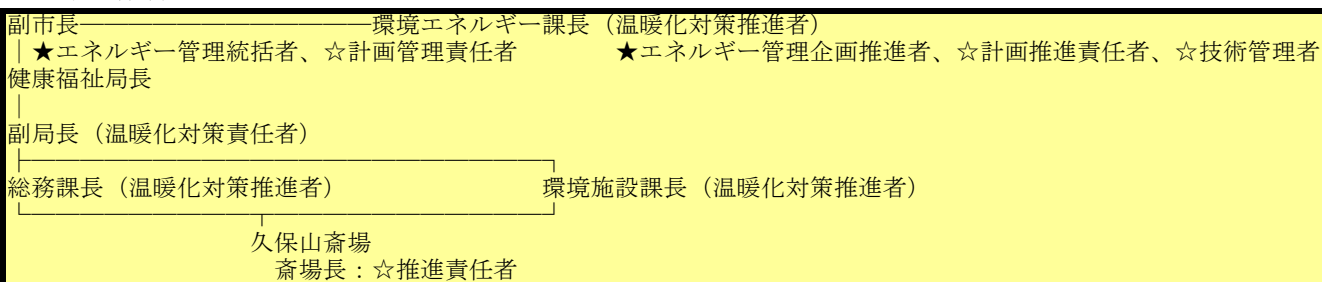 副市長――――――――――――環境エネルギー課長（温暖化対策推進者）
｜★エネルギー管理統括者、☆計画管理責任者　　　　★エネルギー管理企画推進者、☆計画推進責任者、☆技術管理者
健康福祉局長
｜
副局長（温暖化対策責任者）
├―――――――――――――――――――――┐
総務課長（温暖化対策推進者）　　　　　　　　　環境施設課長（温暖化対策推進者）
└―――――――――┬―――――――――――┘
久保山斎場
斎場長：☆推進責任者